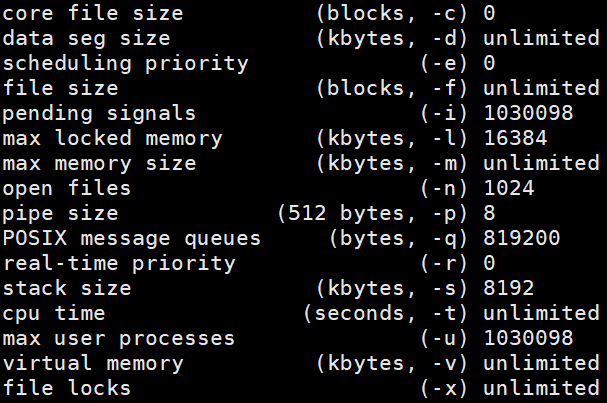 core file size (blocks, -c) 0
data seg size (kbytes, -d) unlimited
scheduling priority (-e) 0
file size (blocks, -f) unlimited
pending signals (-i) 1030098
max locked memory (kbytes, -l) 16384
max memory size (kbytes, -m) unlimited
open files (-n) 1024
pipe size (512 bytes, -p) 8
POSIX message queues (bytes, -q) 819200
real-time priority (-r) 0
stack size (kbytes, -s) 8192
cpu time (seconds, -t) unlimited
max user processes (-u) 1030098
virtual memory (kbytes, -v) unlimited
file locks (-x) unlimited